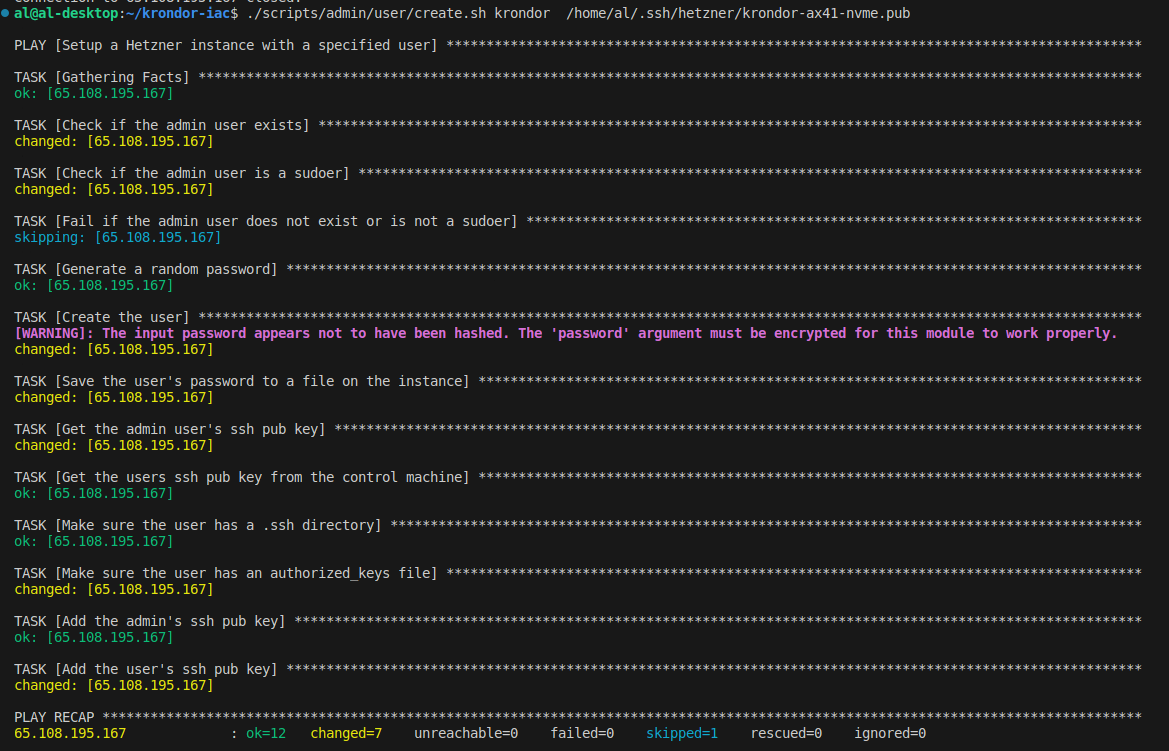 al@al-desktop:~/krondor-iac$ ./scripts/admin/user/create.sh krondor  /home/al/.ssh/hetzner/krondor-ax41-nvme.pub
PLAY [Setup a Hetzner instance with a specified user] ***************************************************************************************
TASK [Gathering Facts] **********************************************************************************************************************
ok: [65.108.195.167]
TASK [Check if the admin user exists] *******************************************************************************************************
changed: [65.108.195.167]
TASK [Check if the admin user is a sudoer] **************************************************************************************************
changed: [65.108.195.167]
TASK [Fail if the admin user does not exist or is not a sudoer] *****************************************************************************
skipping: [65.108.195.167]
TASK [Generate a random password] ***********************************************************************************************************
ok: [65.108.195.167]
TASK [Create the user] **********************************************************************************************************************
[WARNING]: The input password appears not to have been hashed. The 'password' argument must be encrypted for this module to work properly.
changed: [65.108.195.167]
TASK [Save the user's password to a file on the instance] ***********************************************************************************
changed: [65.108.195.167]
TASK [Get the admin user's ssh pub key] *****************************************************************************************************
changed: [65.108.195.167]
TASK [Get the users ssh pub key from the control machine] ***********************************************************************************
ok: [65.108.195.167]
TASK [Make sure the user has a .ssh directory] **********************************************************************************************
ok: [65.108.195.167]
TASK [Make sure the user has an authorized_keys file] ***************************************************************************************
changed: [65.108.195.167]
TASK [Add the admin's ssh pub key] **********************************************************************************************************
ok: [65.108.195.167]
TASK [Add the user's ssh pub key] ***********************************************************************************************************
changed: [65.108.195.167]
PLAY RECAP **********************************************************************************************************************************
65.108.195.167             : ok=12   changed=7    unreachable=0    failed=0    skipped=1    rescued=0    ignored=0